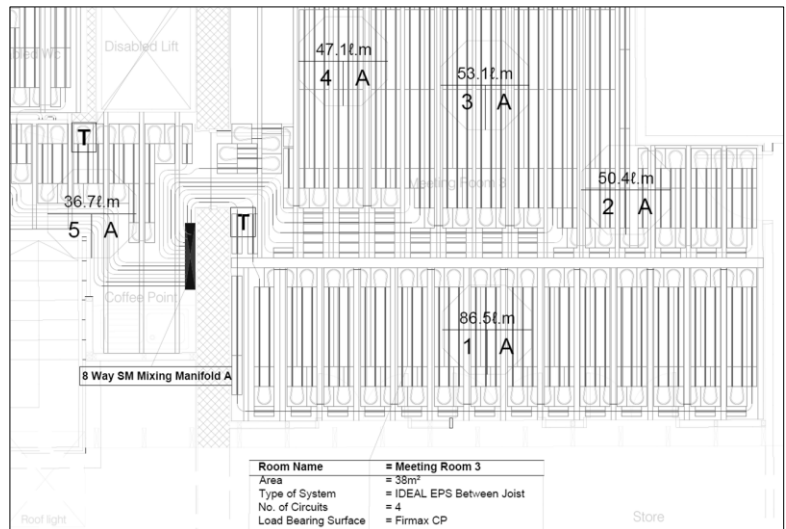 Disabled Lift
47.1ℓ.m
4 A
53.1ℓ.m
3 A
T
Meeting Room 3
50.4ℓ.m
2 A
36.7ℓ.m
5 A
T
Coffee Point
86.5ℓ.m
1 A
8 Way SM Mixing Manifold A
Room Name = Meeting Room 3
Area = 38m²
Type of System = IDEAL EPS Between Joist
No. of Circuits = 4
Load Bearing Surface = Firmax CP
Roof light
Store